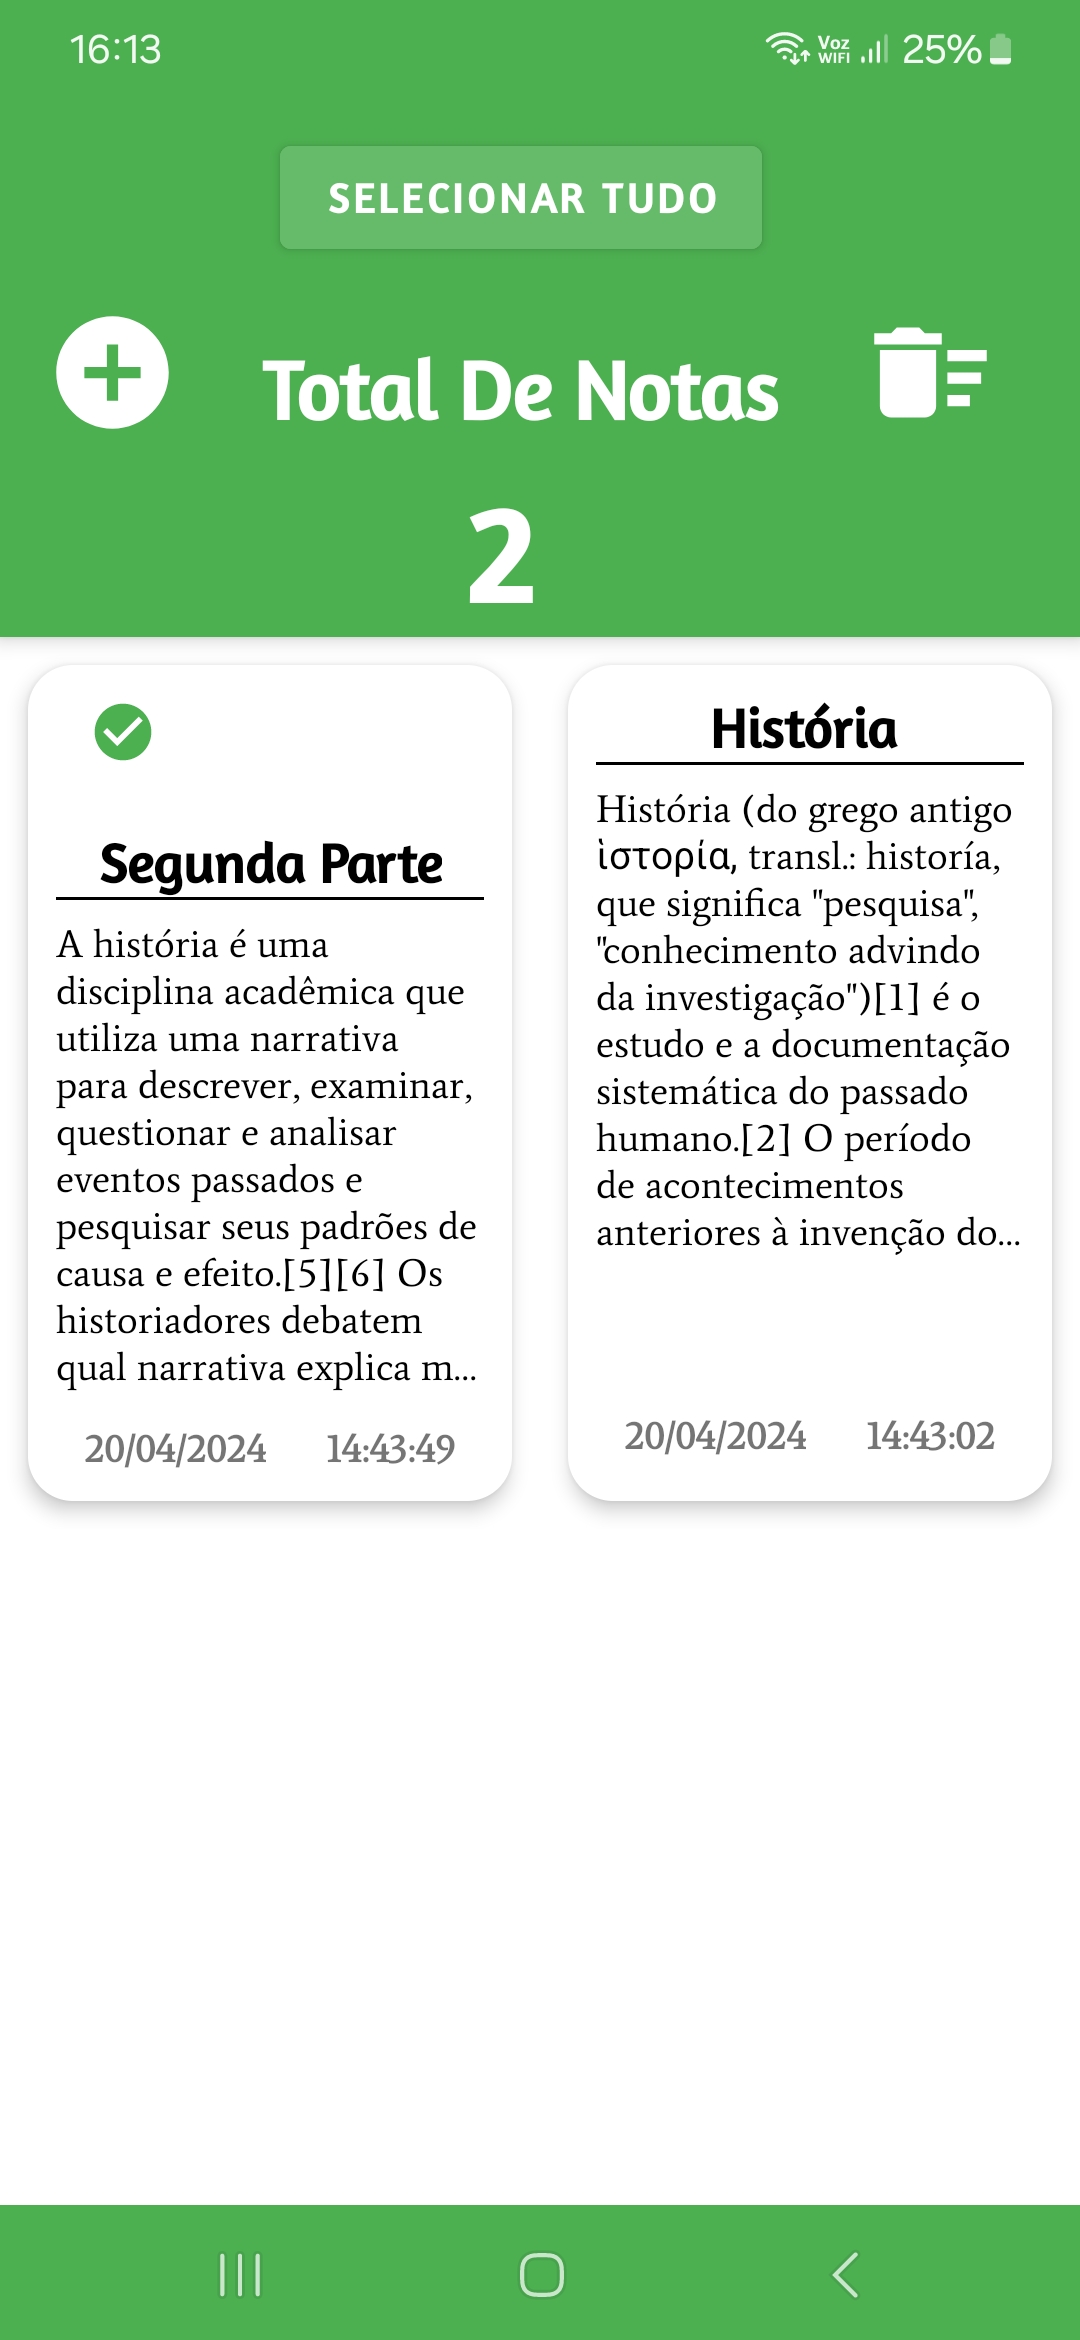 16:13
Voz
WIFI
25%
SELECIONAR TUDO
Total De Notas
2
Segunda Parte
A história é uma
disciplina acadêmica que
utiliza uma narrativa
para descrever, examinar,
questionar e analisar
eventos passados e
pesquisar seus padrões de
causa e efeito.[5][6] Os
historiadores debatem
qual narrativa explica m...
20/04/2024 14:43:49
História
História (do grego antigo
ἱστορία, transl.: historía,
que significa "pesquisa",
"conhecimento advindo
da investigação")[1] é o
estudo e a documentação
sistemática do passado
humano.[2] O período
de acontecimentos
anteriores à invenção do...
20/04/2024 14:43:02